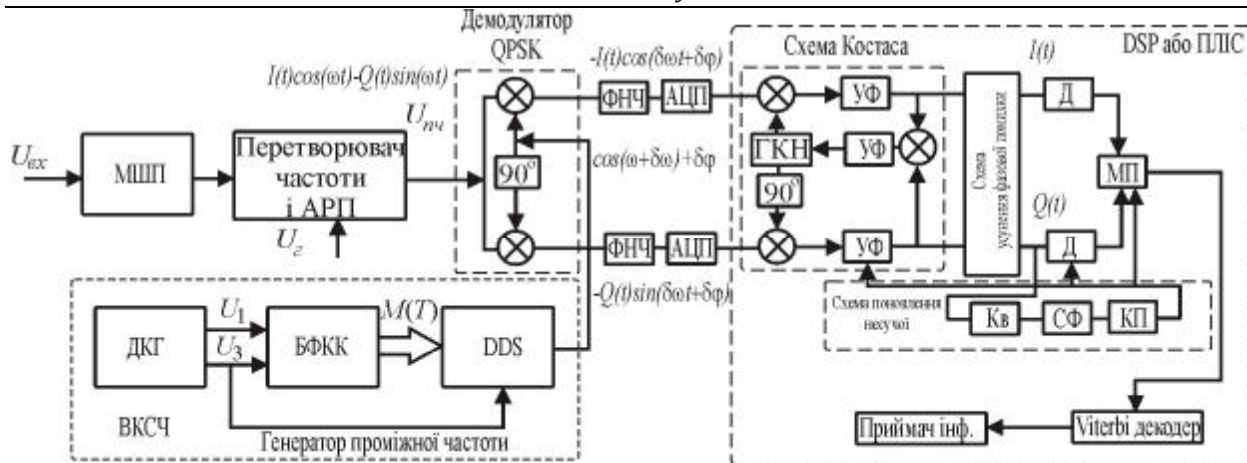 Демодулятор
QPSK
I(t)cos(ωt)-Q(t)sin(ωt)
-I(t)cos(δωt+δφ)
Схема Костаса
I(t)
DSP або ПЛІС
Uпч
ФНЧ
АЦП
УФ
Д
Uвх
МШП
Перетворювач
частоти
і АРП
90°
cos(ω+δω)+δφ
ГКН
УФ
90°
Схема
усунення фазової помилки
МП
Q(t)
Uг
ФНЧ
АЦП
УФ
Д
-Q(t)sin(δωt+δφ)
Схема поновлення
несучої
Кв
СФ
КП
U1
U3
M(T)
ДКГ
БФКК
DDS
ВКСЧ
Генератор проміжної частоти
Приймач інф.
Viterbi декодер